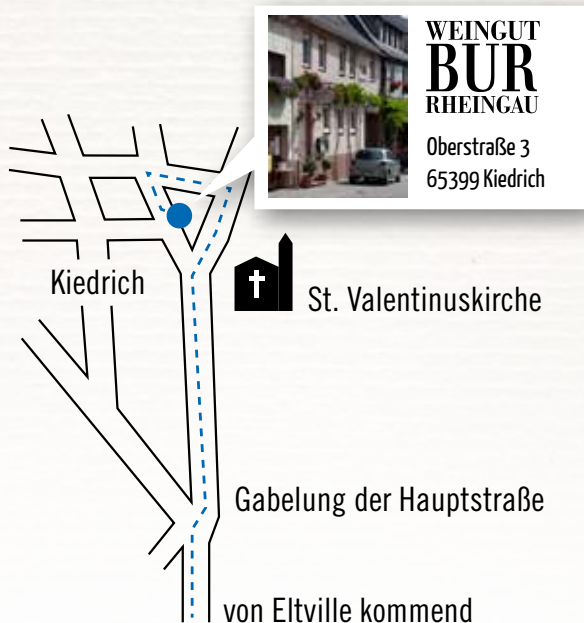 WEINGUT
BUR
RHEINGAU
Oberstraße 3
65399 Kiedrich
Kiedrich
St. Valentinuskirche
Gabelung der Hauptstraße
von Eltville kommend